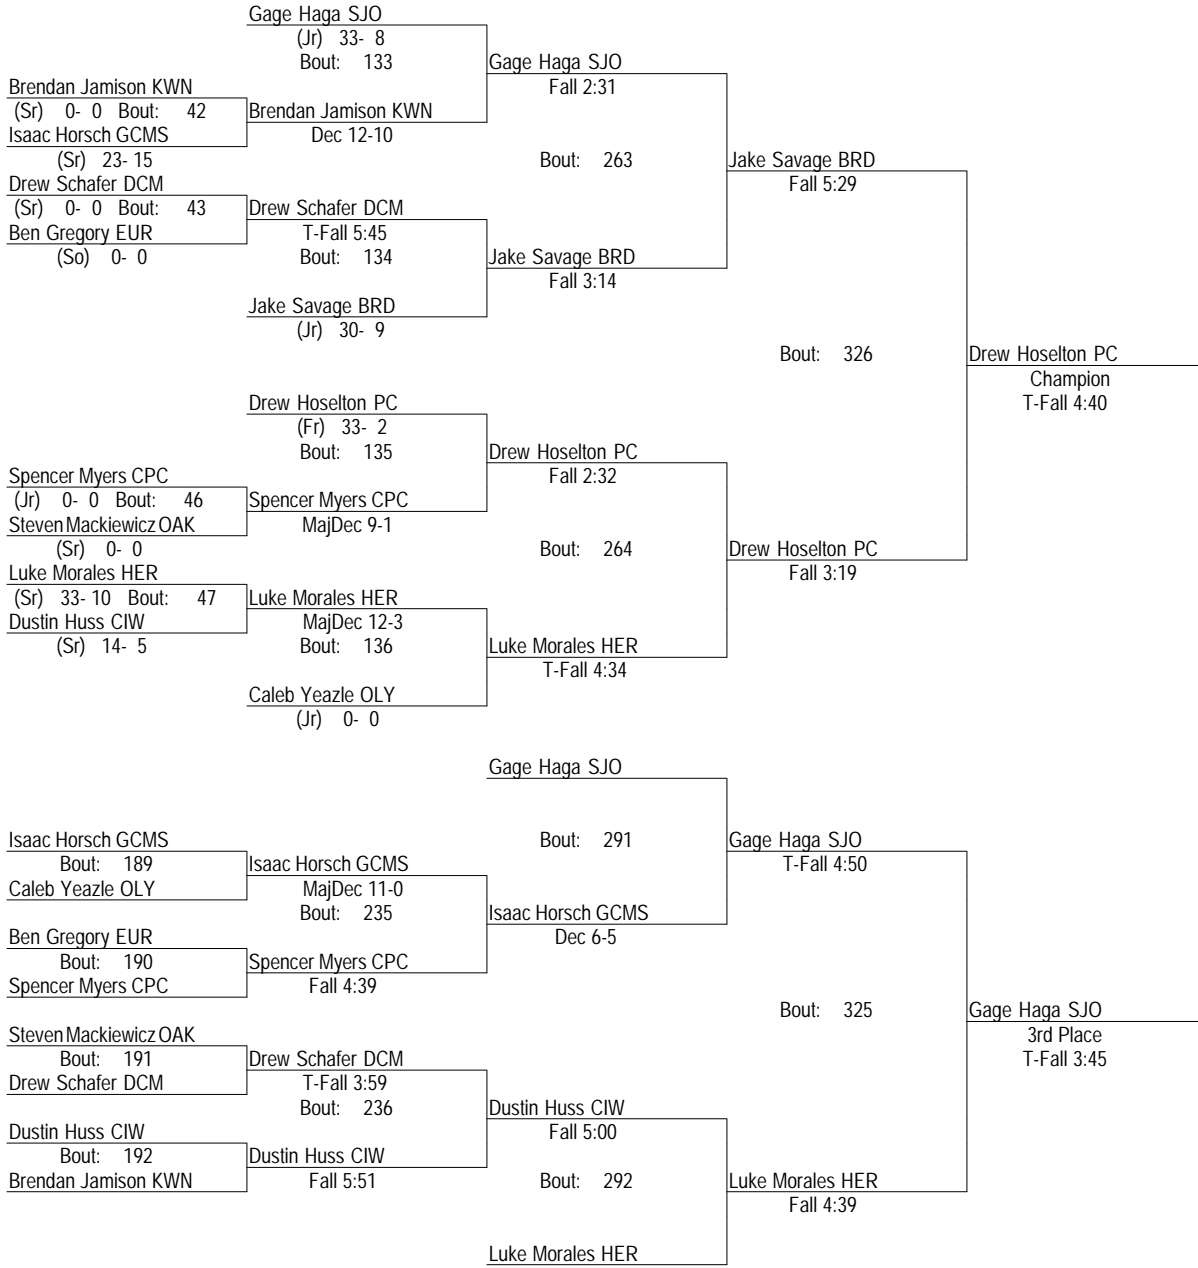 Gage Haga SJO
(Jr) 33- 8
Bout: 133
Gage Haga SJO
Fall 2:31
Brendan Jamison KWN
(Sr) 0- 0 Bout: 42
Brendan Jamison KWN
Dec 12-10
Isaac Horsch GCMS
(Sr) 23- 15
Bout: 263
Jake Savage BRD
Fall 5:29
Drew Schafer DCM
(Sr) 0- 0 Bout: 43
Drew Schafer DCM
T-Fall 5:45
Ben Gregory EUR
(So) 0- 0
Bout: 134
Jake Savage BRD
Fall 3:14
Jake Savage BRD
(Jr) 30- 9
Bout: 326
Drew Hoselton PC
Champion
T-Fall 4:40
Drew Hoselton PC
(Fr) 33- 2
Bout: 135
Drew Hoselton PC
Fall 2:32
Spencer Myers CPC
(Jr) 0- 0 Bout: 46
Spencer Myers CPC
MajDec 9-1
Steven Mackiewicz OAK
(Sr) 0- 0
Bout: 264
Drew Hoselton PC
Fall 3:19
Luke Morales HER
(Sr) 33- 10 Bout: 47
Luke Morales HER
MajDec 12-3
Dustin Huss CIW
(Sr) 14- 5
Bout: 136
Luke Morales HER
T-Fall 4:34
Caleb Yeazle OLY
(Jr) 0- 0
Gage Haga SJO
Isaac Horsch GCMS
Bout: 189
Caleb Yeazle OLY
Isaac Horsch GCMS
MajDec 11-0
Bout: 291
Gage Haga SJO
T-Fall 4:50
Bout: 235
Isaac Horsch GCMS
Dec 6-5
Ben Gregory EUR
Bout: 190
Spencer Myers CPC
Spencer Myers CPC
Fall 4:39
Bout: 325
Gage Haga SJO
3rd Place
T-Fall 3:45
Steven Mackiewicz OAK
Bout: 191
Drew Schafer DCM
Drew Schafer DCM
T-Fall 3:59
Bout: 236
Dustin Huss CIW
Fall 5:00
Dustin Huss CIW
Bout: 192
Brendan Jamison KWN
Dustin Huss CIW
Fall 5:51
Bout: 292
Luke Morales HER
Fall 4:39
Luke Morales HER